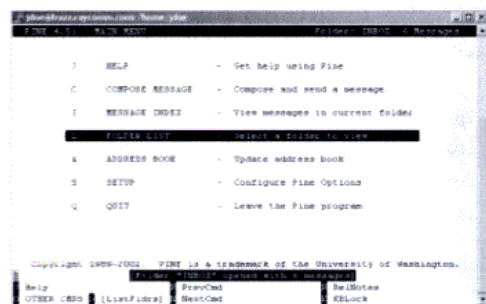 PINE 4.5 MAIN MENU Folder: INBOX 6 Messages
? HELP - Get help using Pine
C COMPOSE MESSAGE - Compose and send a message
I MESSAGE INDEX - View messages in current folder
L FOLDER LIST - Select a folder to view
A ADDRESS BOOK - Update address book
S SETUP - Configure Pine Options
Q QUIT - Leave the Pine program
Copyright 1989-2002. PINE is a trademark of the University of Washington.
[Folder "INBOX" opened with 6 messages]
Help PrevCmd RelNotes
OTHER CMDS [ListFldrs] NextCmd KBLock